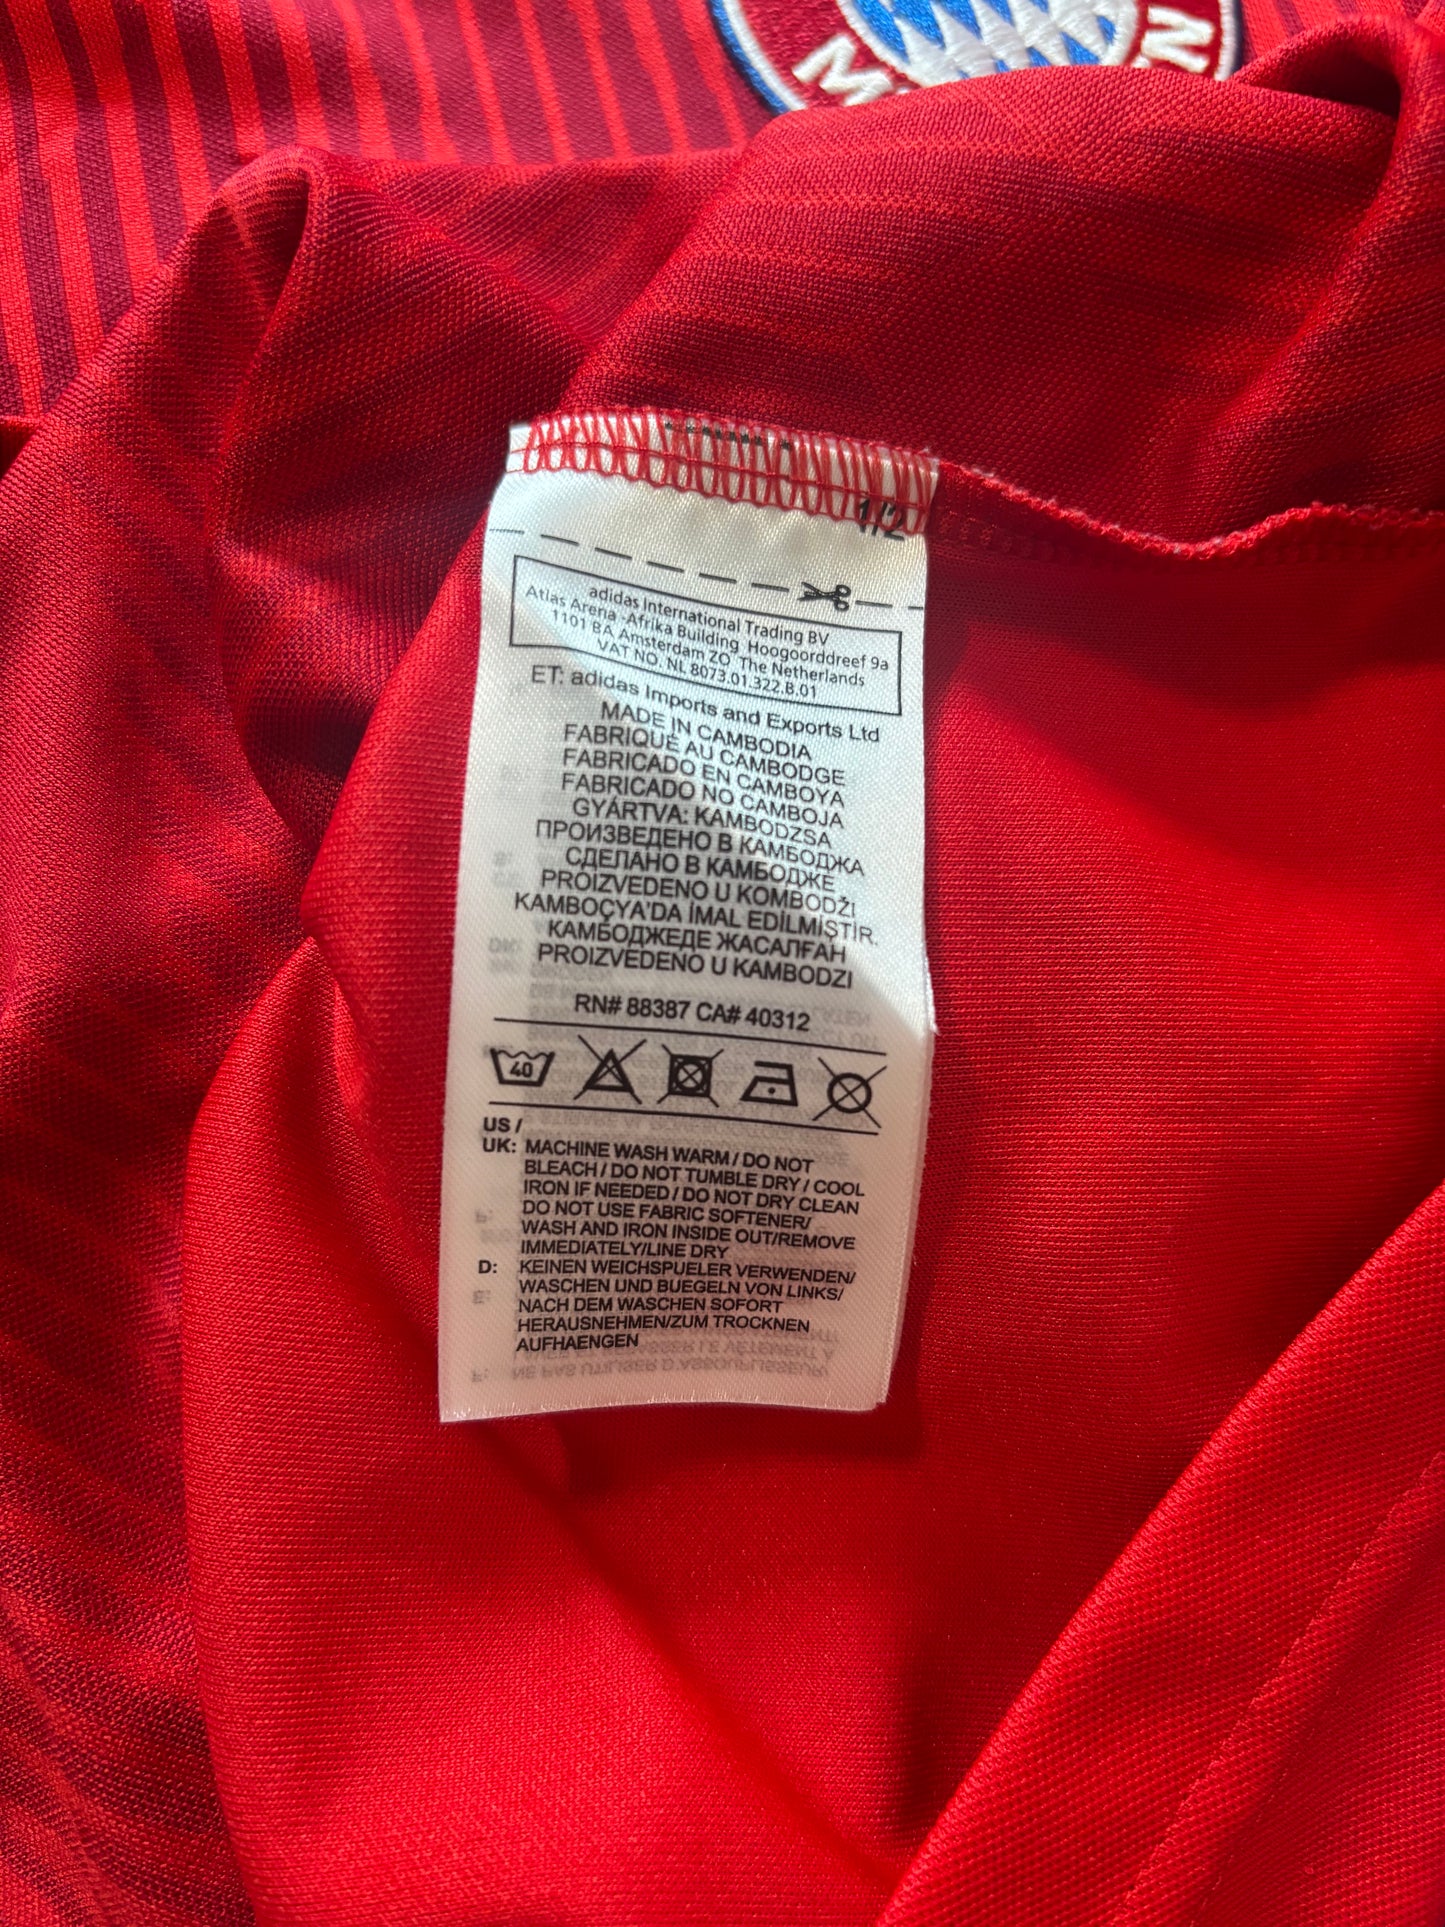 M
N
1/2
adidas International Trading BV
Atlas Arena -Afrika Building Hoogoorddreef 9a
1101 BA Amsterdam ZO The Netherlands
VAT NO. NL 8073.01.322.B.01
ET: adidas Imports and Exports Ltd
MADE IN CAMBODIA
FABRIQUÉ AU CAMBODGE
FABRICADO EN CAMBOYA
FABRICADO NO CAMBOJA
GYÁRTVA: KAMBODZSA
ПРОИЗВЕДЕНО В КАМБОДЖА
СДЕЛАНО В КАМБОДЖЕ
PROIZVEDENO U KOMBODŽI
KAMBOÇYA'DA İMAL EDİLMİŞTİR.
КАМБОДЖЕДЕ ЖАСАЛҒАН
PROIZVEDENO U KAMBODZI
RN# 88387 CA# 40312
40
US /
UK: MACHINE WASH WARM / DO NOT
BLEACH / DO NOT TUMBLE DRY / COOL
IRON IF NEEDED / DO NOT DRY CLEAN
DO NOT USE FABRIC SOFTENER/
WASH AND IRON INSIDE OUT/REMOVE
IMMEDIATELY/LINE DRY
D: KEINEN WEICHSPUELER VERWENDEN/
WASCHEN UND BUEGELN VON LINKS/
NACH DEM WASCHEN SOFORT
HERAUSNEHMEN/ZUM TROCKNEN
AUFHAENGEN